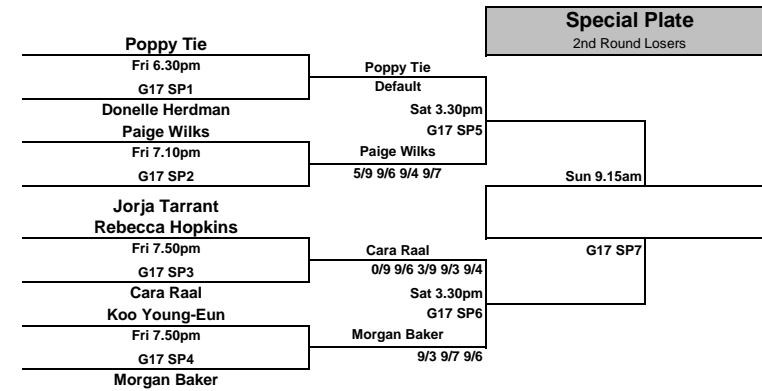 Special Plate
2nd Round Losers
Poppy Tie
Fri 6.30pm
G17 SP1
Donelle Herdman
Paige Wilks
Fri 7.10pm
G17 SP2
Jorja Tarrant
Rebecca Hopkins
Fri 7.50pm
G17 SP3
Cara Raal
Koo Young-Eun
Fri 7.50pm
G17 SP4
Morgan Baker
Poppy Tie
Default
Sat 3.30pm
G17 SP5
Paige Wilks
5/9 9/6 9/4 9/7
Cara Raal
0/9 9/6 3/9 9/3 9/4
Sat 3.30pm
G17 SP6
Morgan Baker
9/3 9/7 9/6
Sun 9.15am
G17 SP7